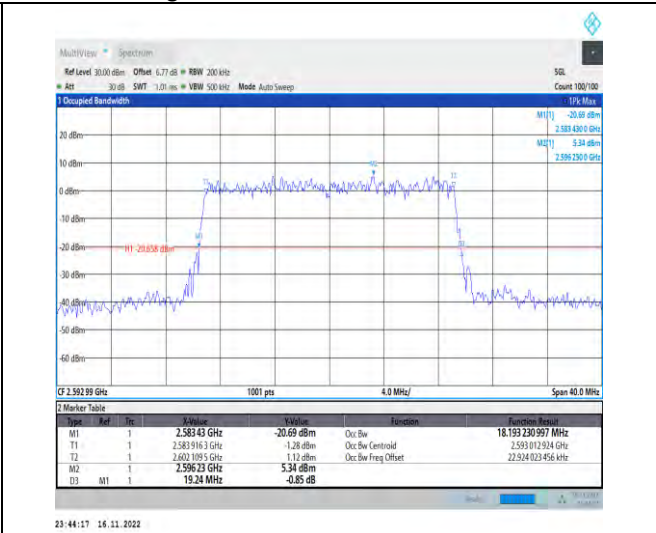 MultiView Spectrum
Ref Level 30.00 dBm Offset 6.77 dB RBW 200 kHz SGL
Att 30 dB SWT 1.01 ms VBW 500 kHz Mode Auto Sweep Count 100/100
1 Occupied Bandwidth 1Pk Max
M1[1] -20.69 dBm
2.583 4300 GHz
M2[1] 5.34 dBm
2.596 2500 GHz
20 dBm
10 dBm
M2
0 dBm
T1 T2
-10 dBm
M1
-20 dBm
H1 -20.658 dBm
D3
-30 dBm
-40 dBm
-50 dBm
-60 dBm
CF 2.592 99 GHz 1001 pts 4.0 MHz/ Span 40.0 MHz
2 Marker Table
Type Ref Trc X-Value Y-Value Function Function Result
M1 1 2.583 43 GHz -20.69 dBm Occ Bw 18.193 230 997 MHz
T1 1 2.583 916 3 GHz -1.28 dBm Occ Bw Centroid 2.593 012 924 GHz
T2 1 2.602 109 5 GHz 1.12 dBm Occ Bw Freq Offset 22.924 023 456 kHz
M2 1 2.596 23 GHz 5.34 dBm
D3 M1 1 19.24 MHz -0.85 dB
23:44:17 16.11.2022